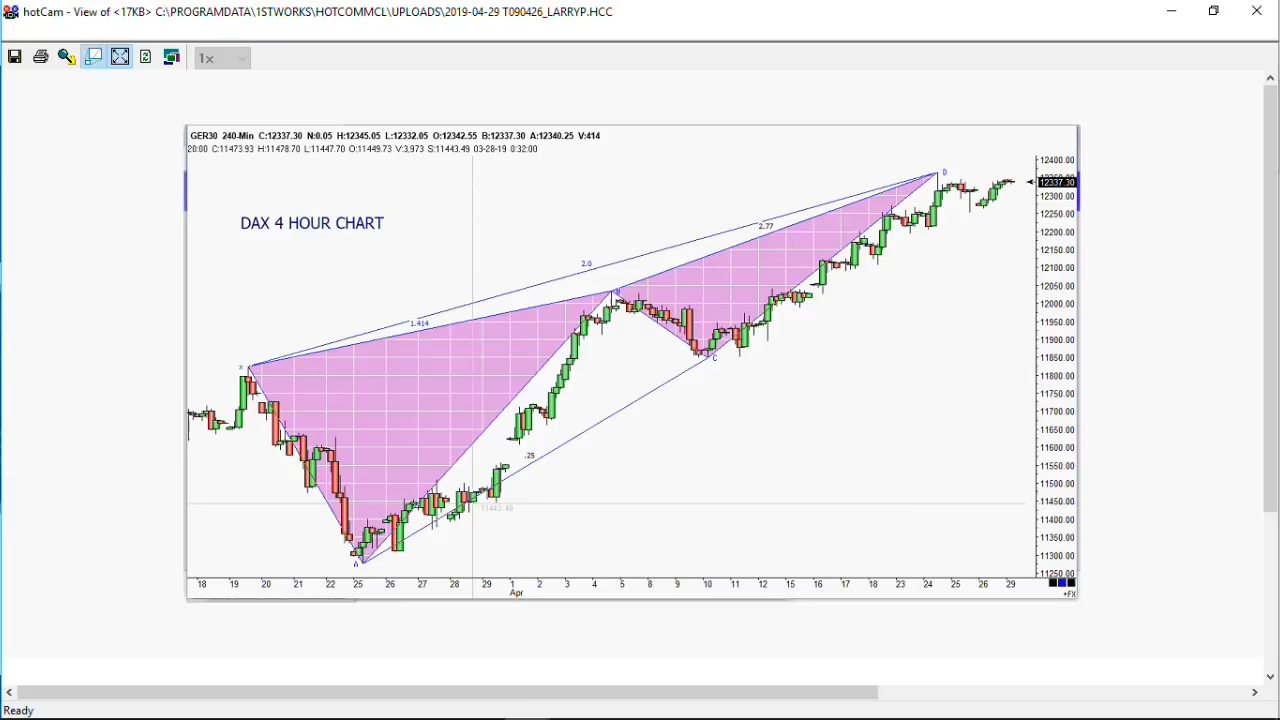 hotCam - View of <17KB> C:\PROGRAMDATA\1STWORKS\HOTCOMMCL\UPLOADS\2019-04-29 T090426_LARRYP.HCC
1x
GER30 240-Min C:12337.30 N:0.05 H:12345.05 L:12332.05 O:12342.55 B:12337.30 A:12340.25 V:414
20:00 C:11473.93 H:11478.70 L:11447.70 O:11449.73 V:3,973 S:11443.49 03-28-19 0:32:00
12400.00
D
12337.30
12300.00
DAX 4 HOUR CHART
2.77
12250.00
12200.00
12150.00
2.0
12100.00
12050.00
12000.00
1.414
11950.00
11900.00
C
11850.00
X
11800.00
11750.00
11700.00
11650.00
.25
11600.00
11550.00
11500.00
11443.49
11450.00
11400.00
11350.00
A
11300.00
11250.00
18 19 20 21 22 25 26 27 28 29 1 2 3 4 5 8 9 10 11 12 15 16 17 18 23 24 25 26 29
Apr
+FX
Ready